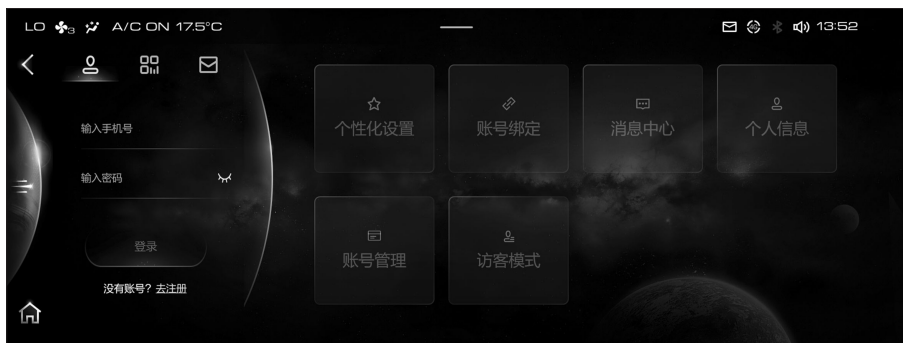 LO 3 A/C ON 17.5°C 13:52
输入手机号
输入密码
登录
没有账号？去注册
个性化设置
账号绑定
消息中心
个人信息
账号管理
访客模式